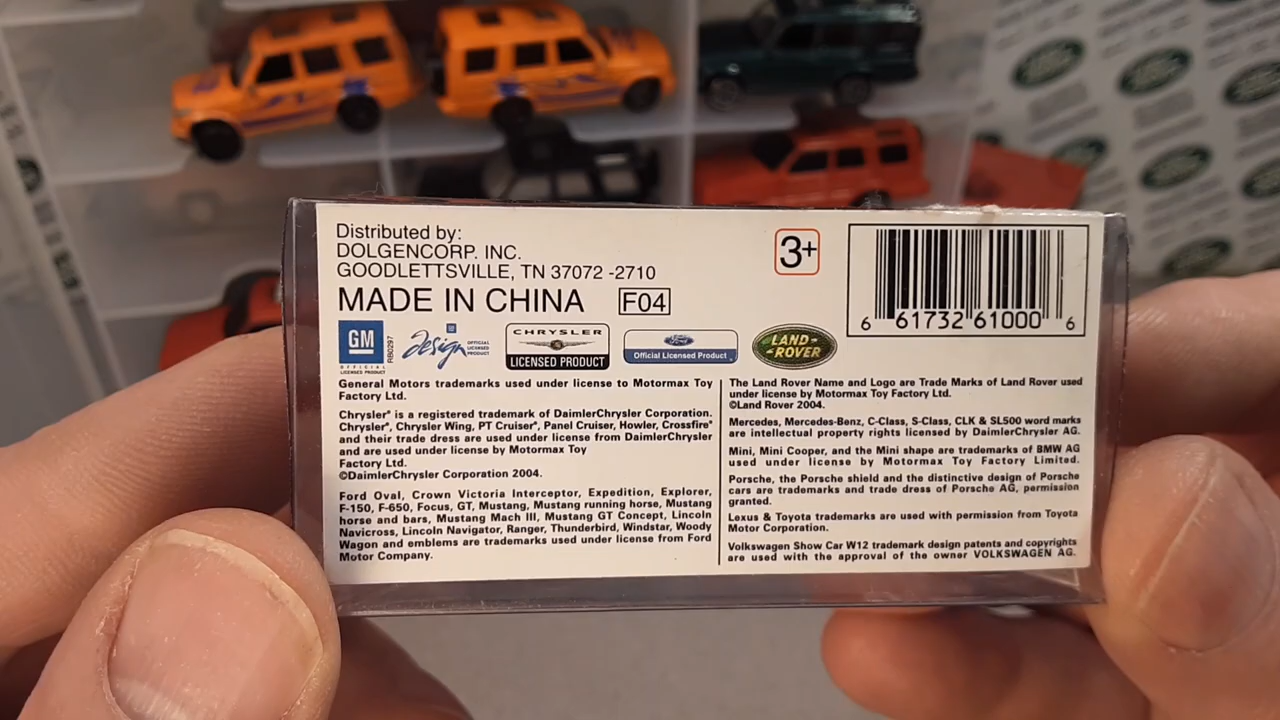 Distributed by:
DOLGENCORP. INC.
GOODLETTSVILLE, TN 37072 -2710
MADE IN CHINA F04
3+
6 61732 61000 6
GM
OFFICIAL
LICENSED PRODUCT
RB0297
GM
design
OFFICIAL
LICENSED
PRODUCT
CHRYSLER
LICENSED PRODUCT
Ford
Official Licensed Product
LAND-
-ROVER
General Motors trademarks used under license to Motormax Toy
Factory Ltd.
Chrysler® is a registered trademark of DaimlerChrysler Corporation.
Chrysler®, Chrysler Wing, PT Cruiser®, Panel Cruiser, Howler, Crossfire®
and their trade dress are used under license from DaimlerChrysler
and are used under license by Motormax Toy
Factory Ltd.
©DaimlerChrysler Corporation 2004.
Ford Oval, Crown Victoria Interceptor, Expedition, Explorer,
F-150, F-650, Focus, GT, Mustang, Mustang running horse, Mustang
horse and bars, Mustang Mach III, Mustang GT Concept, Lincoln
Navicross, Lincoln Navigator, Ranger, Thunderbird, Windstar, Woody
Wagon and emblems are trademarks used under license from Ford
Motor Company.
The Land Rover Name and Logo are Trade Marks of Land Rover used
under license by Motormax Toy Factory Ltd.
©Land Rover 2004.
Mercedes, Mercedes-Benz, C-Class, S-Class, CLK & SL500 word marks
are intellectual property rights licensed by DaimlerChrysler AG.
Mini, Mini Cooper, and the Mini shape are trademarks of BMW AG
used under license by Motormax Toy Factory Limited.
Porsche, the Porsche shield and the distinctive design of Porsche
cars are trademarks and trade dress of Porsche AG, permission
granted.
Lexus & Toyota trademarks are used with permission from Toyota
Motor Corporation.
Volkswagen Show Car W12 trademark design patents and copyrights
are used with the approval of the owner VOLKSWAGEN AG.